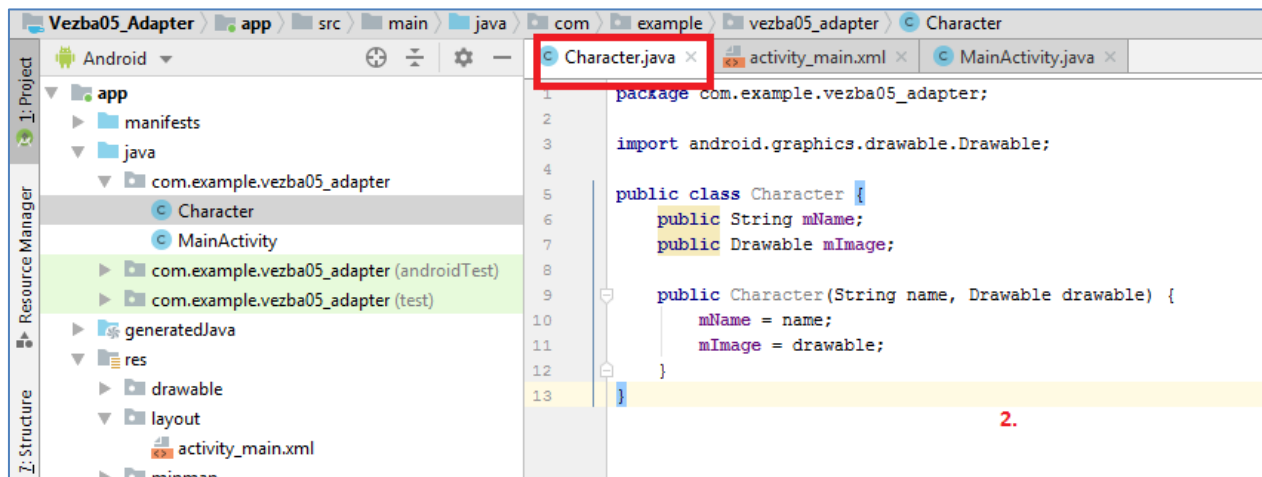 Vezba05_Adapter app src main java com example vezba05_adapter Character
1: Project
Resource Manager
7: Structure
Android
app
manifests
java
com.example.vezba05_adapter
Character
MainActivity
com.example.vezba05_adapter (androidTest)
com.example.vezba05_adapter (test)
generatedJava
res
drawable
layout
activity_main.xml
mipmap
Character.java activity_main.xml MainActivity.java
1 package com.example.vezba05_adapter;
2
3 import android.graphics.drawable.Drawable;
4
5 public class Character {
6 public String mName;
7 public Drawable mImage;
8
9 public Character(String name, Drawable drawable) {
10 mName = name;
11 mImage = drawable;
12 }
13 }
2.